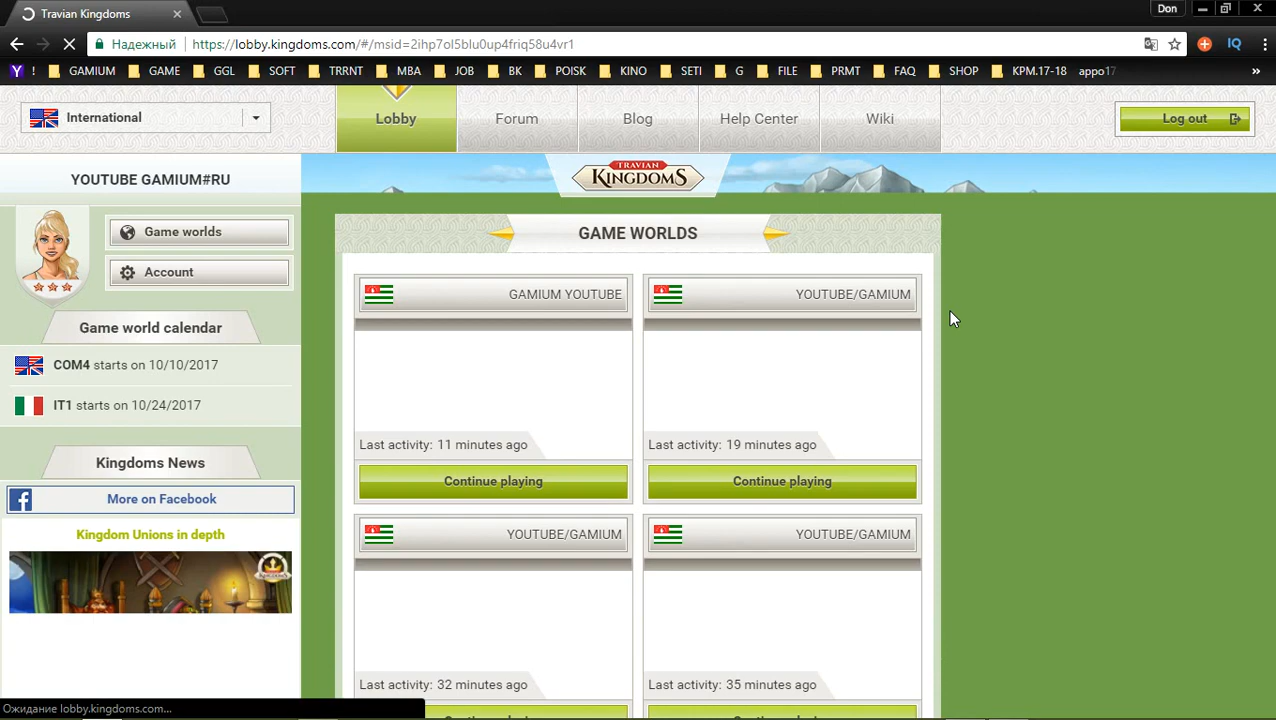 Travian Kingdoms
Don
Надежный
https://lobby.kingdoms.com/#/msid=2ihp7ol5blu0up4friq58u4vr1
IQ
Y ! GAMIUM GAME GGL SOFT TRRNT MBA JOB BK POISK KINO SETI G FILE PRMT FAQ SHOP KPM.17-18 appo17 »
International
Lobby Forum Blog Help Center Wiki
Log out
YOUTUBE GAMIUM#RU
TRAVIAN
KINGDOMS
Game worlds
Account
GAME WORLDS
GAMIUM YOUTUBE
YOUTUBE/GAMIUM
Game world calendar
COM4 starts on 10/10/2017
IT1 starts on 10/24/2017
Last activity: 11 minutes ago
Last activity: 19 minutes ago
Continue playing
Continue playing
Kingdoms News
More on Facebook
Kingdom Unions in depth
YOUTUBE/GAMIUM
YOUTUBE/GAMIUM
Last activity: 32 minutes ago
Last activity: 35 minutes ago
Ожидание lobby.kingdoms.com...